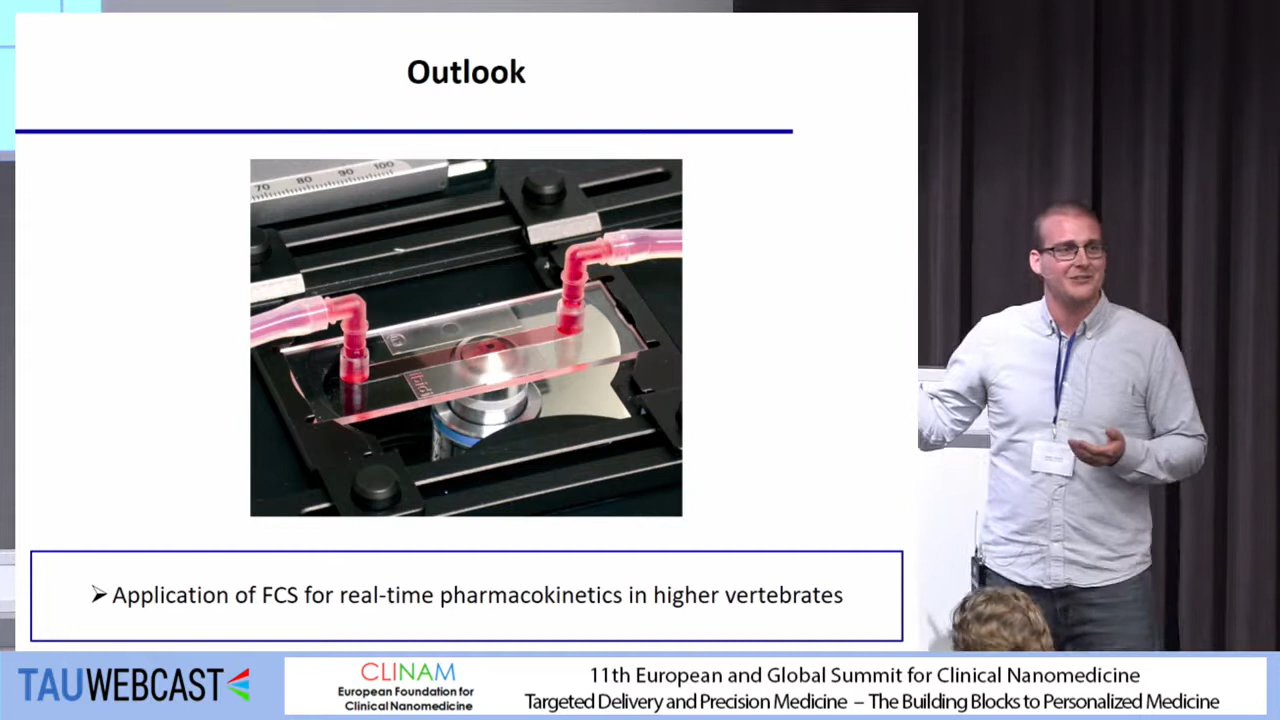 Outlook
70 80 90 100
ibidi
Application of FCS for real-time pharmacokinetics in higher vertebrates
TAUWEBCAST
CLINAM
European Foundation for
Clinical Nanomedicine
11th European and Global Summit for Clinical Nanomedicine
Targeted Delivery and Precision Medicine – The Building Blocks to Personalized Medicine